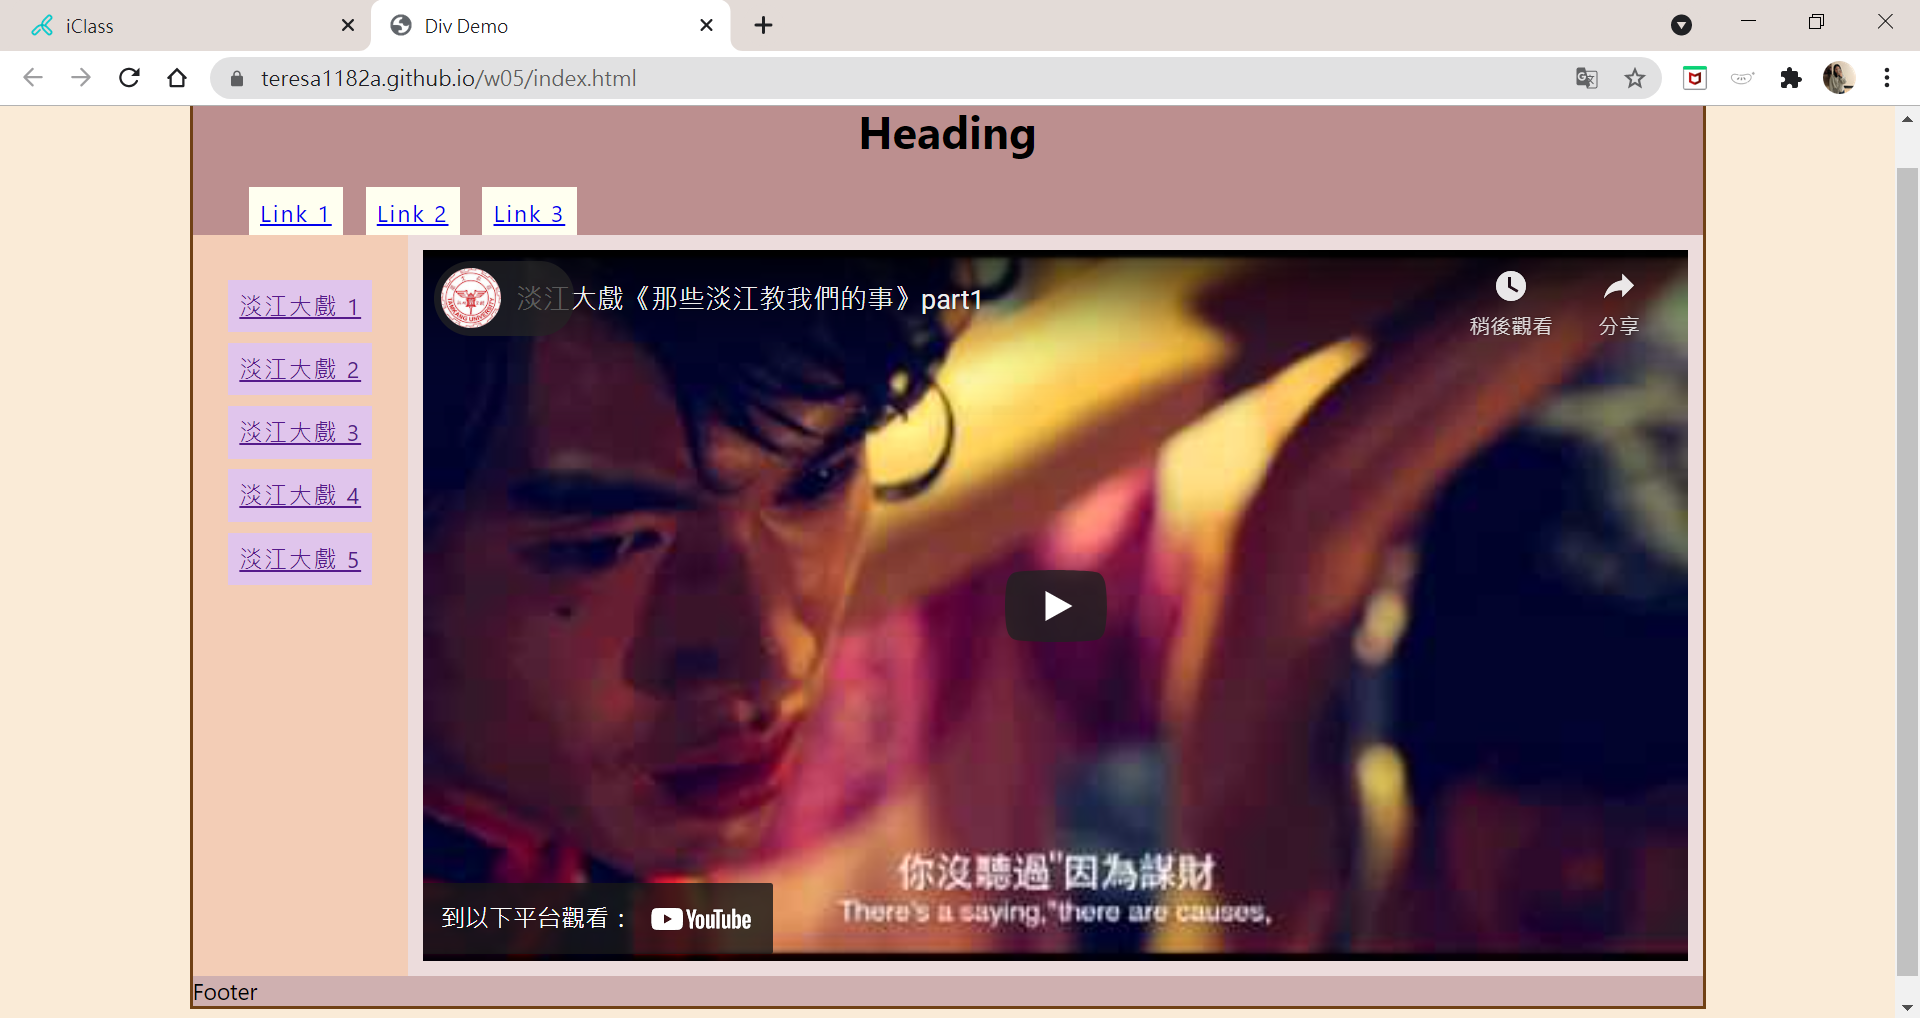 iClass
Div Demo
teresa1182a.github.io/w05/index.html
Heading
Link 1 Link 2 Link 3
淡江大戲 1
淡江大戲 2
淡江大戲 3
淡江大戲 4
淡江大戲 5
淡江大戲《那些淡江教我們的事》part1
稍後觀看
分享
你沒聽過"因為謀財
There's a saying,"there are causes,
到以下平台觀看：
YouTube
Footer